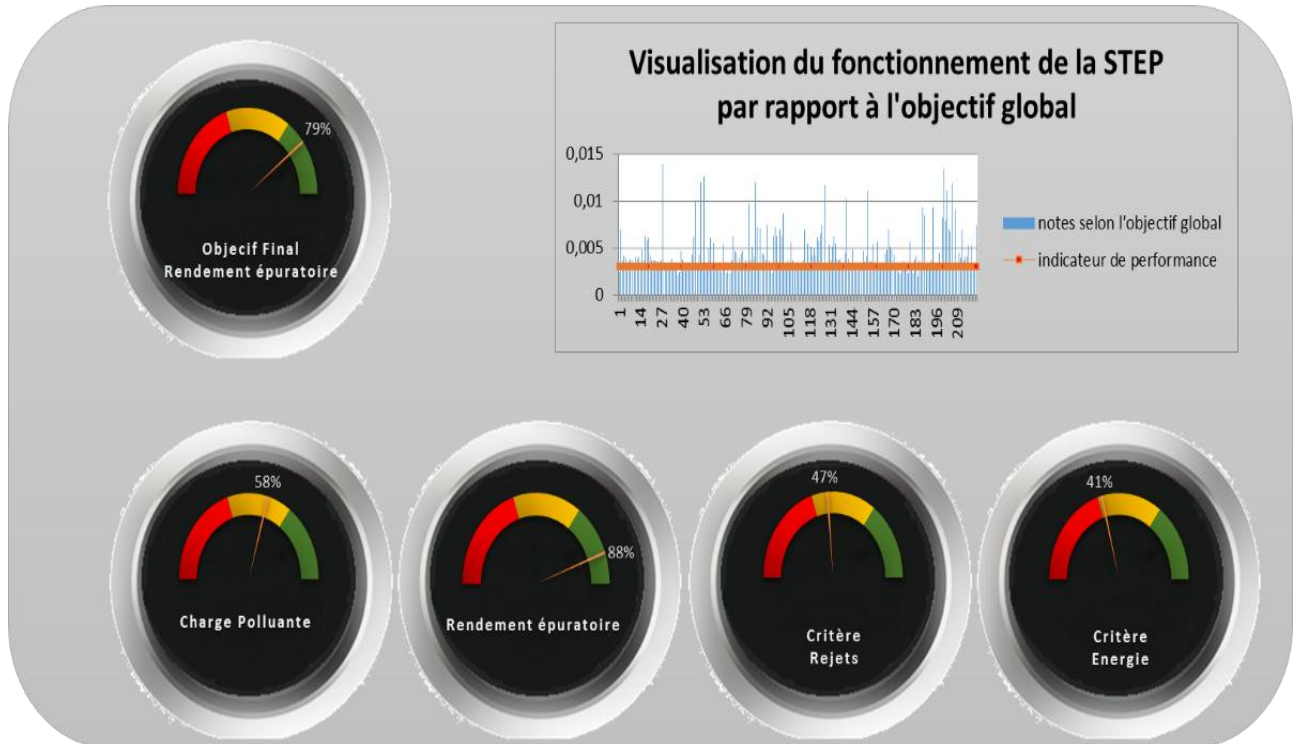 79%
Objecif Final
Rendement épuratoire
Visualisation du fonctionnement de la STEP
par rapport à l'objectif global
0,015
0,01
0,005
0
1 14 27 40 53 66 79 92 105 118 131 144 157 170 183 196 209
notes selon l'objectif global
indicateur de performance
58%
Charge Polluante
88%
Rendement épuratoire
47%
Critère
Rejets
41%
Critère
Energie